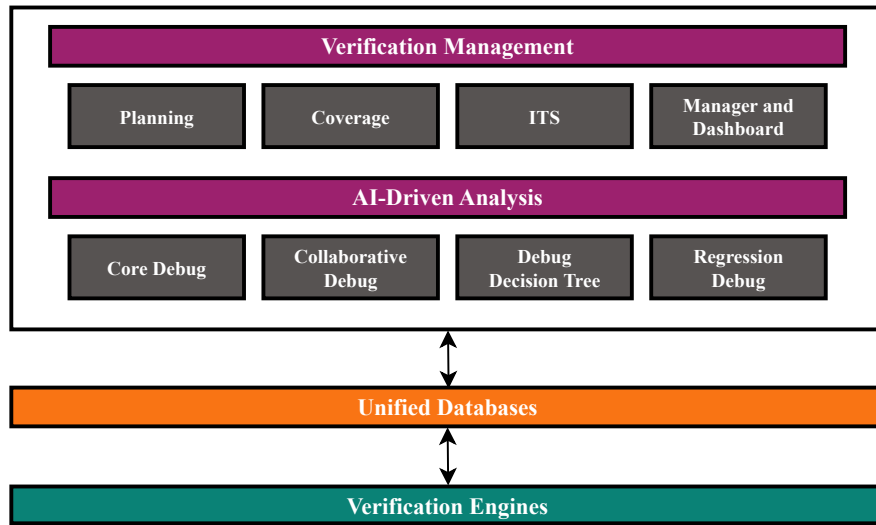 Verification Management
Planning
Coverage
ITS
Manager and
Dashboard
AI-Driven Analysis
Core Debug
Collaborative
Debug
Debug
Decision Tree
Regression
Debug
Unified Databases
Verification Engines